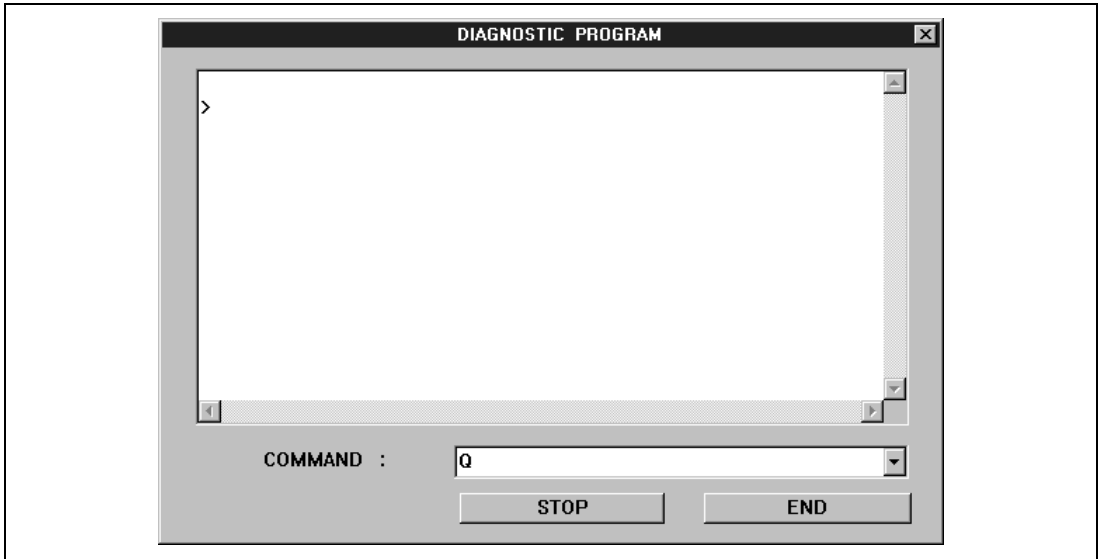 DIAGNOSTIC PROGRAM
>
COMMAND :
Q
STOP
END